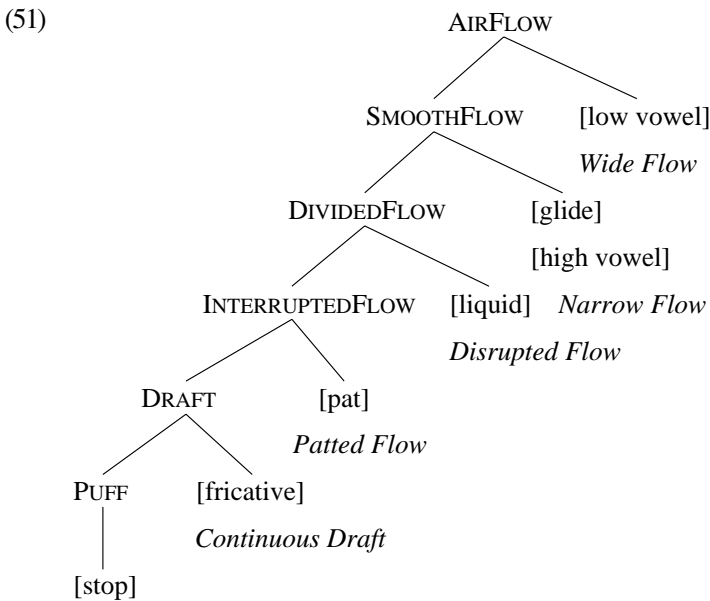 (51)
AIRFLOW
SMOOTHFLOW [low vowel]
Wide Flow
DIVIDEDFLOW [glide]
[high vowel]
INTERRUPTEDFLOW [liquid] Narrow Flow
Disrupted Flow
DRAFT [pat]
Patted Flow
PUFF [fricative]
Continuous Draft
[stop]